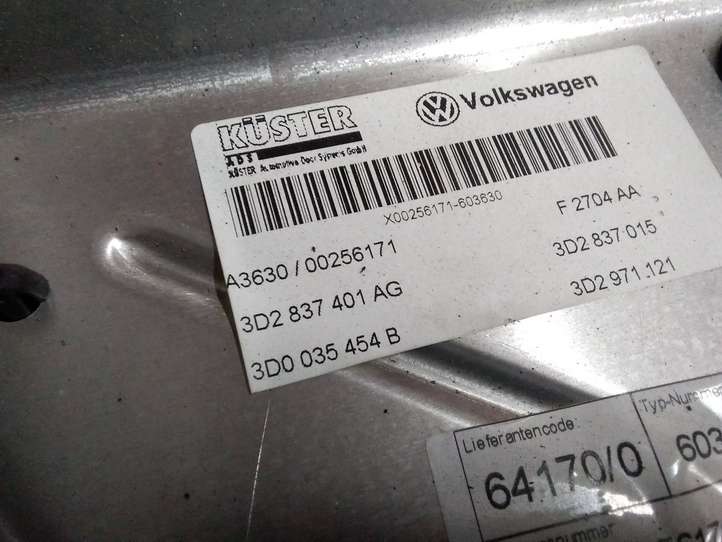 KÜSTER
ADS
KÜSTER Automotive Door Systems GmbH
Volkswagen
X00256171-603630
A3630 / 00256171
F 2704 AA
3D2 837 401 AG
3D2 837 015
3D0 035 454 B
3D2 971 121
Lieferantencode:
Typ-Nummer
64170/0
603